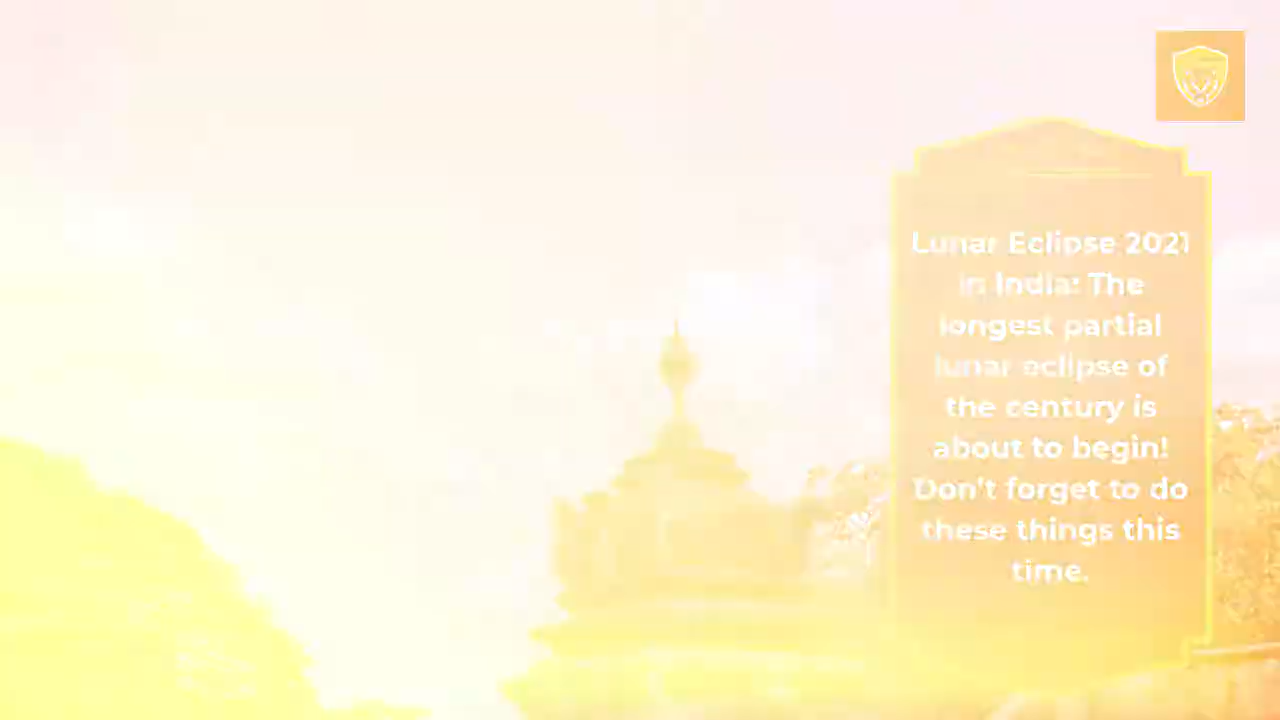 Lunar Eclipse 2021
in India: The
longest partial
lunar eclipse of
the century is
about to begin!
Don't forget to do
these things this
time.